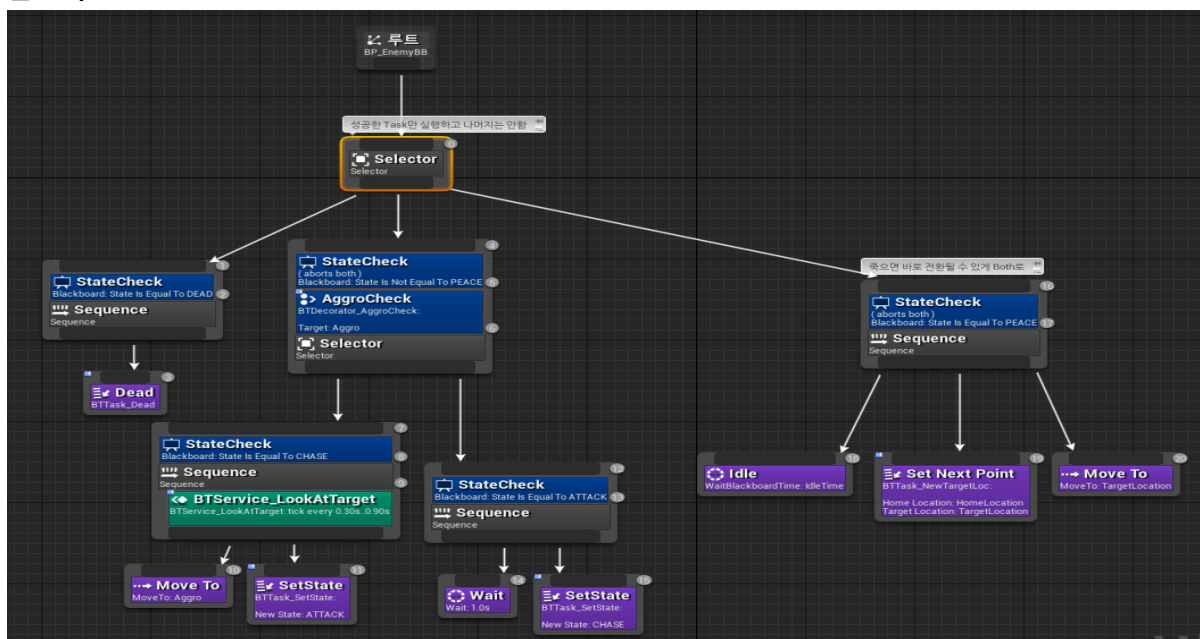 루트
BP_EnemyBB
성공한 Task만 실행하고 나머지는 안함
0
Selector
Selector
1
StateCheck
Blackboard: State Is Equal To DEAD
2
Sequence
Sequence
3
Dead
BTTask_Dead
4
StateCheck
( aborts both )
Blackboard: State Is Not Equal To PEACE
5
AggroCheck
BTDecorator_AggroCheck:
Target: Aggro
6
Selector
Selector
7
StateCheck
Blackboard: State Is Equal To CHASE
8
Sequence
Sequence
9
BTService_LookAtTarget
BTService_LookAtTarget: tick every 0.30s..0.90s
10
Move To
MoveTo: Aggro
11
SetState
BTTask_SetState:
New State: ATTACK
12
StateCheck
Blackboard: State Is Equal To ATTACK
13
Sequence
Sequence
14
Wait
Wait: 1.0s
15
SetState
BTTask_SetState:
New State: CHASE
죽으면 바로 전환될 수 있게 Both로
16
StateCheck
( aborts both )
Blackboard: State Is Equal To PEACE
17
Sequence
Sequence
18
Idle
WaitBlackboardTime: IdleTime
19
Set Next Point
BTTask_NewTargetLoc:
Home Location: HomeLocation
Target Location: TargetLocation
20
Move To
MoveTo: TargetLocation